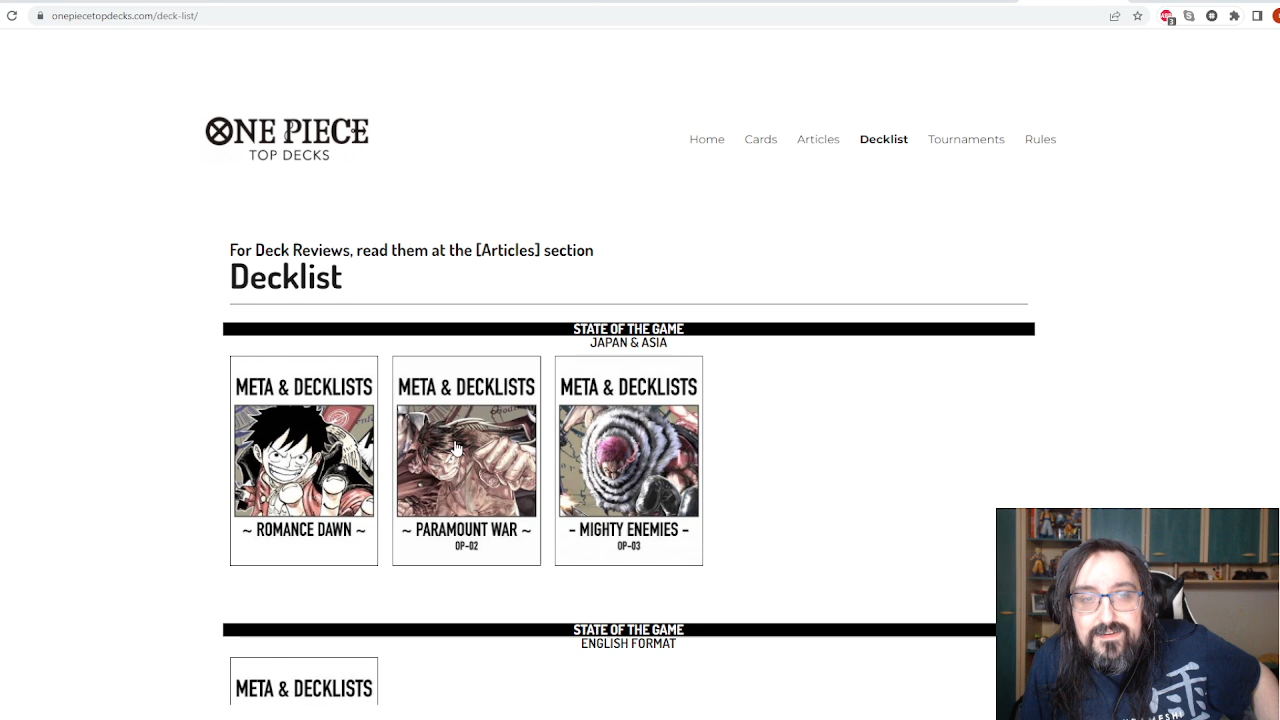 onepiecetopdecks.com/deck-list/
3
ONE PIECE
TOP DECKS
Home
Cards
Articles
Decklist
Tournaments
Rules
For Deck Reviews, read them at the [Articles] section
Decklist
STATE OF THE GAME
JAPAN & ASIA
META & DECKLISTS
~ ROMANCE DAWN ~
META & DECKLISTS
~ PARAMOUNT WAR ~
OP-02
META & DECKLISTS
- MIGHTY ENEMIES -
OP-03
STATE OF THE GAME
ENGLISH FORMAT
META & DECKLISTS